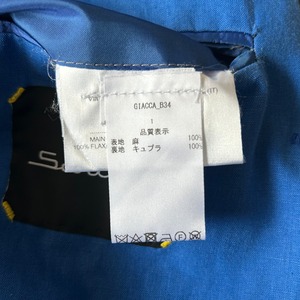 GIACCA_B34
1
品質表示
表地 麻 100%
裏地 キュプラ 100%
MAIN
100% FLAX